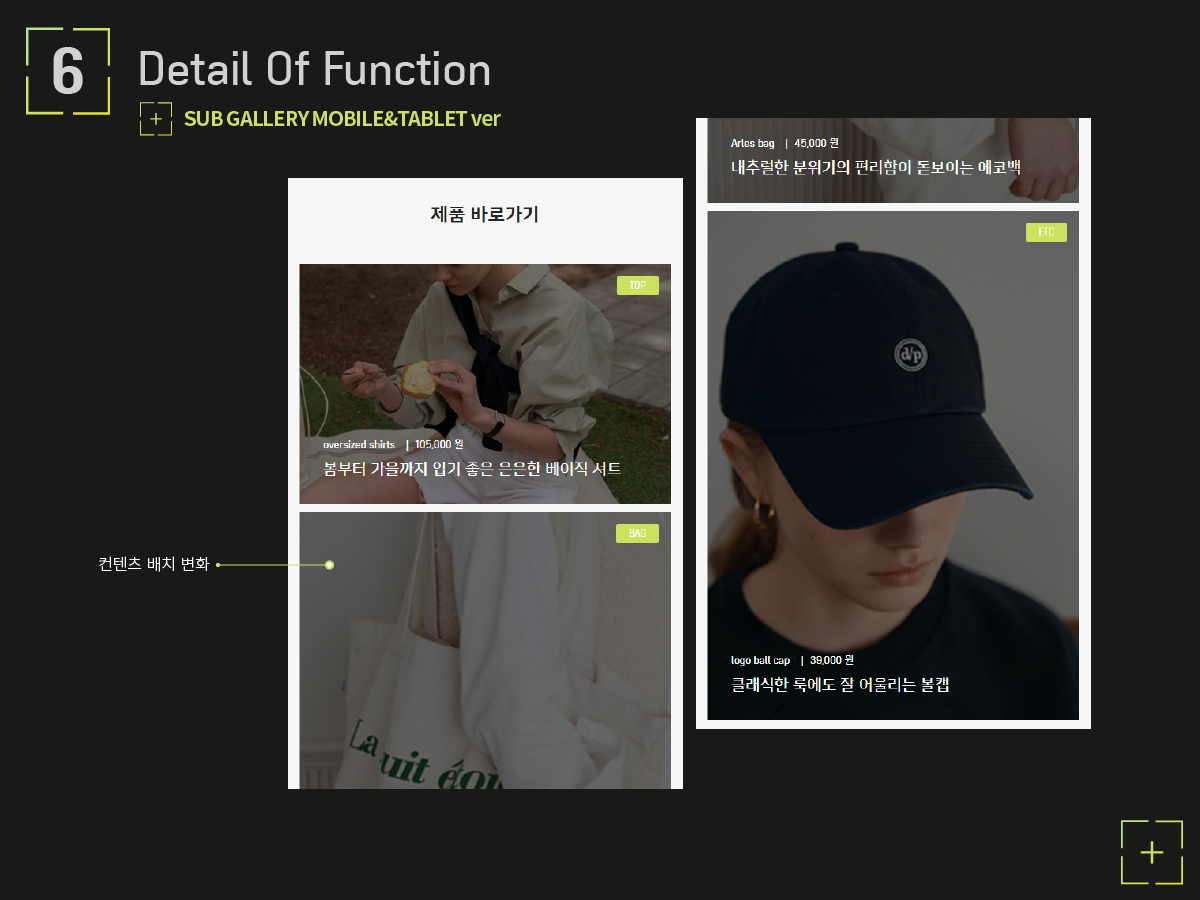 6
Detail Of Function
SUB GALLERY MOBILE&TABLET ver
제품 바로가기
TOP
oversized shirts | 105,000 원
봄부터 가을까지 입기 좋은 은은한 베이직 셔트
BAG
La
uit
컨텐츠 배치 변화
Arles bag | 45,000 원
내추럴한 분위기의 편리함이 돋보이는 에코백
ETC
d/p
logo ball cap | 39,000 원
클래식한 룩에도 잘 어울리는 볼캡